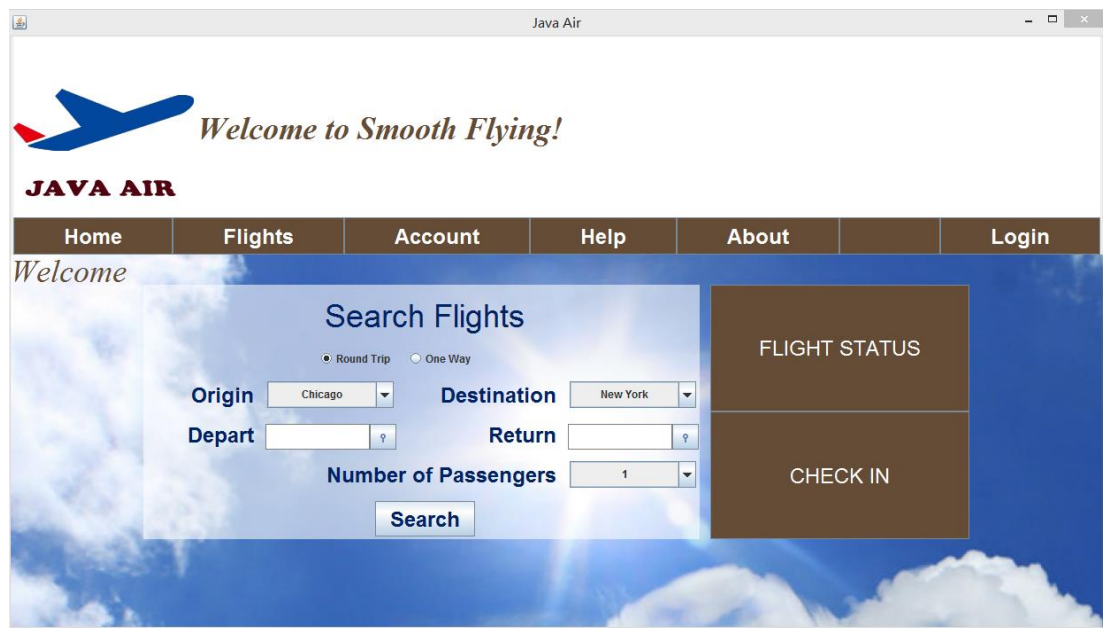 Java Air
Welcome to Smooth Flying!
JAVA AIR
Home Flights Account Help About Login
Welcome
Search Flights
Round Trip One Way
Origin Chicago Destination New York
Depart Return
Number of Passengers 1
Search
FLIGHT STATUS
CHECK IN